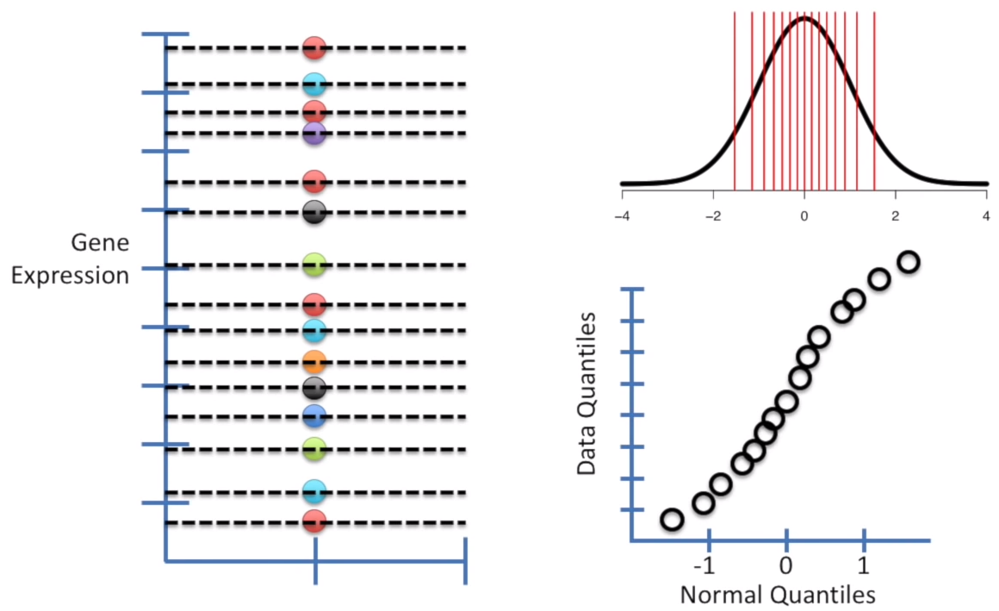 Gene
Expression
−4 −2 0 2 4
Data Quantiles
-1 0 1
Normal Quantiles